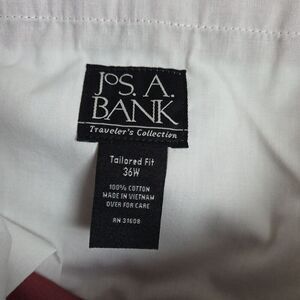 JOS. A.
BANK
Traveler's Collection
Tailored Fit
36W
100% COTTON
MADE IN VIETNAM
OVER FOR CARE
RN 31608